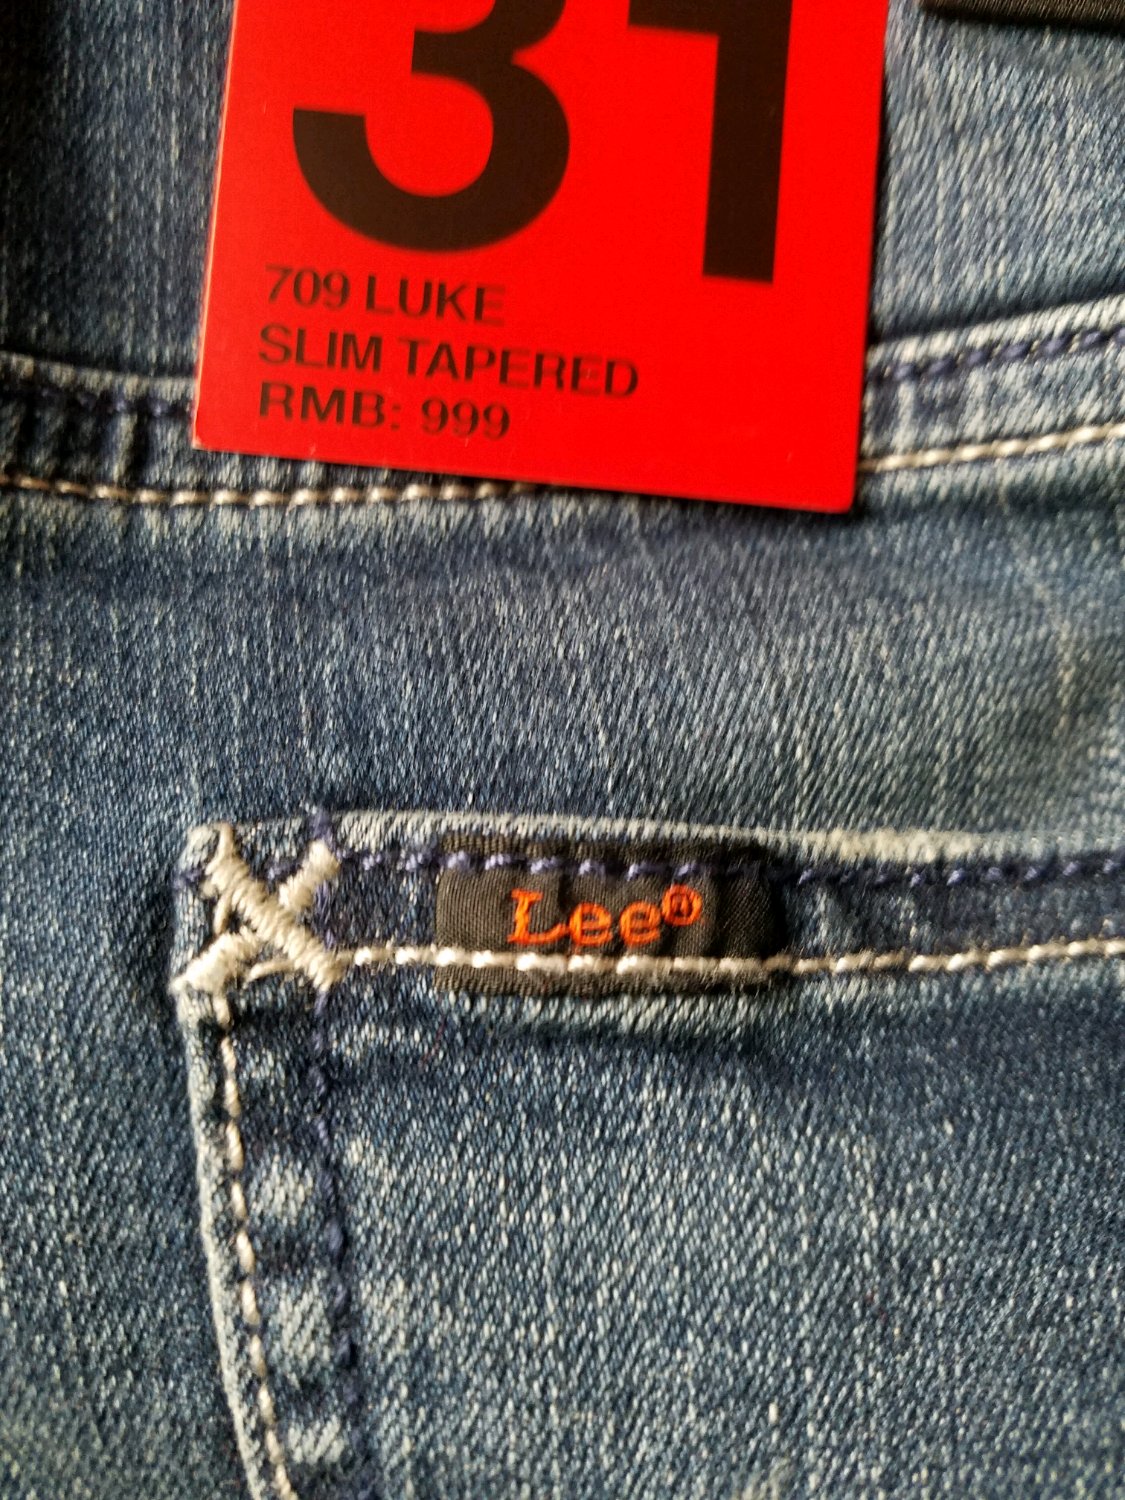 31
709 LUKE
SLIM TAPERED
RMB: 999
Lee®